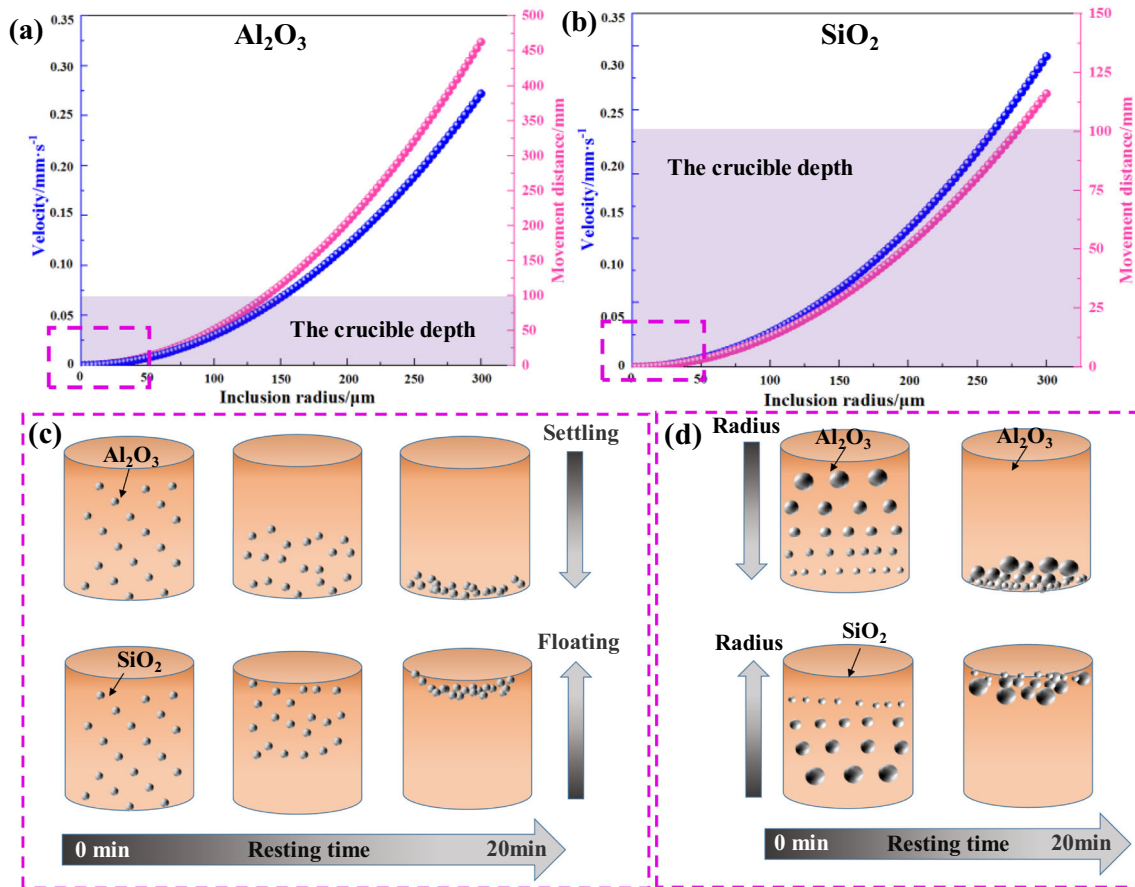 (a)
Al₂O₃
Velocity/mm·s⁻¹
0.35
0.30
0.25
0.20
0.15
0.10
0.05
0
500
450
400
350
300
250
200
150
100
50
0
Movement distance/mm
The crucible depth
0 50 100 150 200 250 300
Inclusion radius/μm
(b)
SiO₂
Velocity/mm·s⁻¹
0.35
0.30
0.25
0.20
0.15
0.10
0.05
0
150
125
100
75
50
25
0
Movement distance/mm
The crucible depth
0 50 100 150 200 250 300
Inclusion radius/μm
(c)
Al₂O₃
Settling
SiO₂
Floating
0 min Resting time 20min
(d)
Radius
Al₂O₃
Al₂O₃
Radius
SiO₂
0 min Resting time 20min